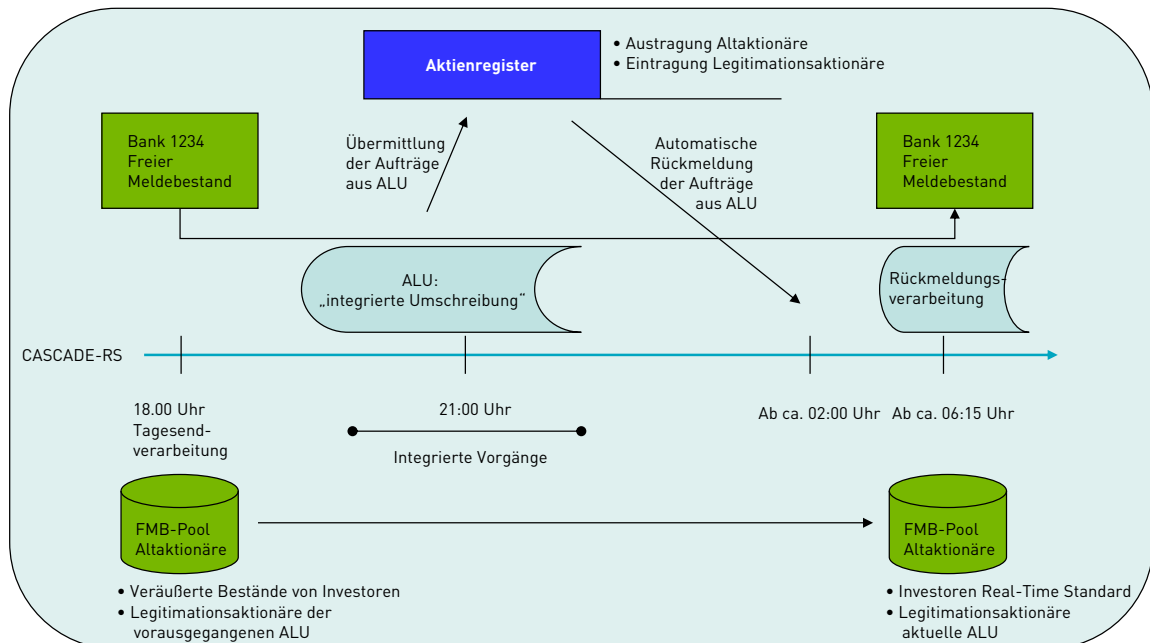 Aktienregister
• Austragung Altaktionäre
• Eintragung Legitimationsaktionäre
Bank 1234
Freier
Meldebestand
Übermittlung
der Aufträge
aus ALU
Automatische
Rückmeldung
der Aufträge
aus ALU
Bank 1234
Freier
Meldebestand
ALU:
„integrierte Umschreibung“
Rückmeldungs-
verarbeitung
CASCADE-RS
18.00 Uhr
Tagesend-
verarbeitung
21:00 Uhr
Ab ca. 02:00 Uhr
Ab ca. 06:15 Uhr
Integrierte Vorgänge
FMB-Pool
Altaktionäre
FMB-Pool
Altaktionäre
• Veräußerte Bestände von Investoren
• Legitimationsaktionäre der
vorausgegangenen ALU
• Investoren Real-Time Standard
• Legitimationsaktionäre
aktuelle ALU